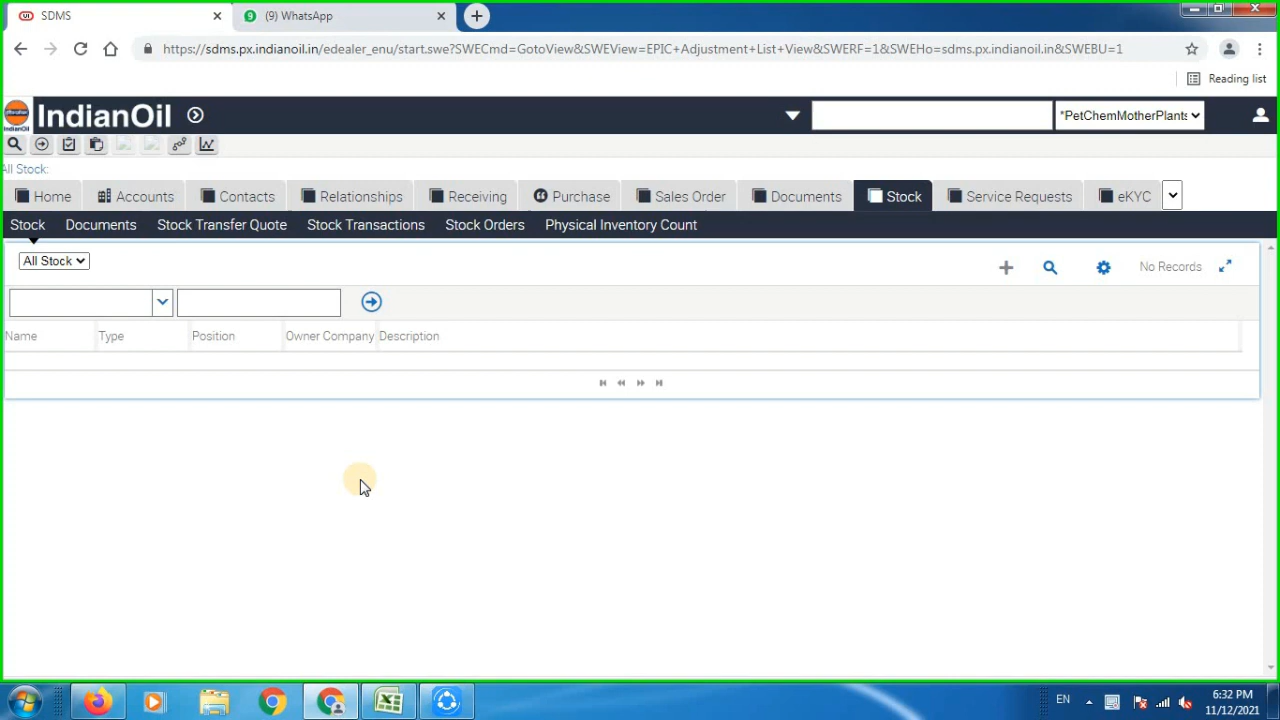 SDMS
(9) WhatsApp
https://sdms.px.indianoil.in/edealer_enu/start.swe?SWECmd=GotoView&SWEView=EPIC+Adjustment+List+View&SWERF=1&SWEHo=sdms.px.indianoil.in&SWEBU=1
Reading list
IndianOil
IndianOil
*PetChemMotherPlants
All Stock:
Home
Accounts
Contacts
Relationships
Receiving
Purchase
Sales Order
Documents
Stock
Service Requests
eKYC
Stock
Documents
Stock Transfer Quote
Stock Transactions
Stock Orders
Physical Inventory Count
All Stock
No Records
Name
Type
Position
Owner Company
Description
EN
6:32 PM
11/12/2021